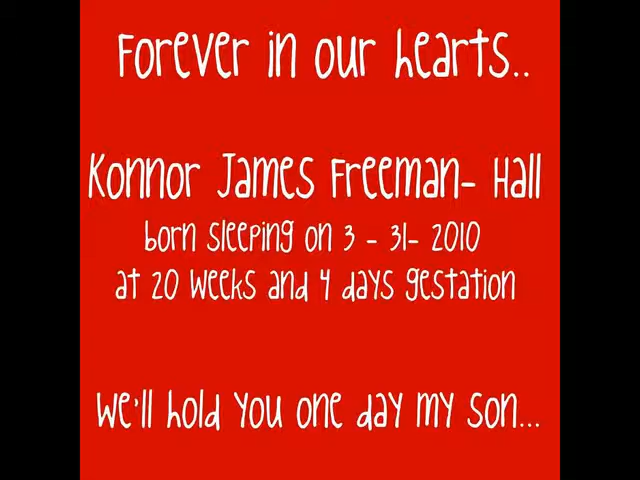 Forever in our hearts..
Konnor James Freeman- Hall
born sleeping on 3 - 31- 2010
at 20 weeks and 4 days gestation
We'll hold you one day my son...